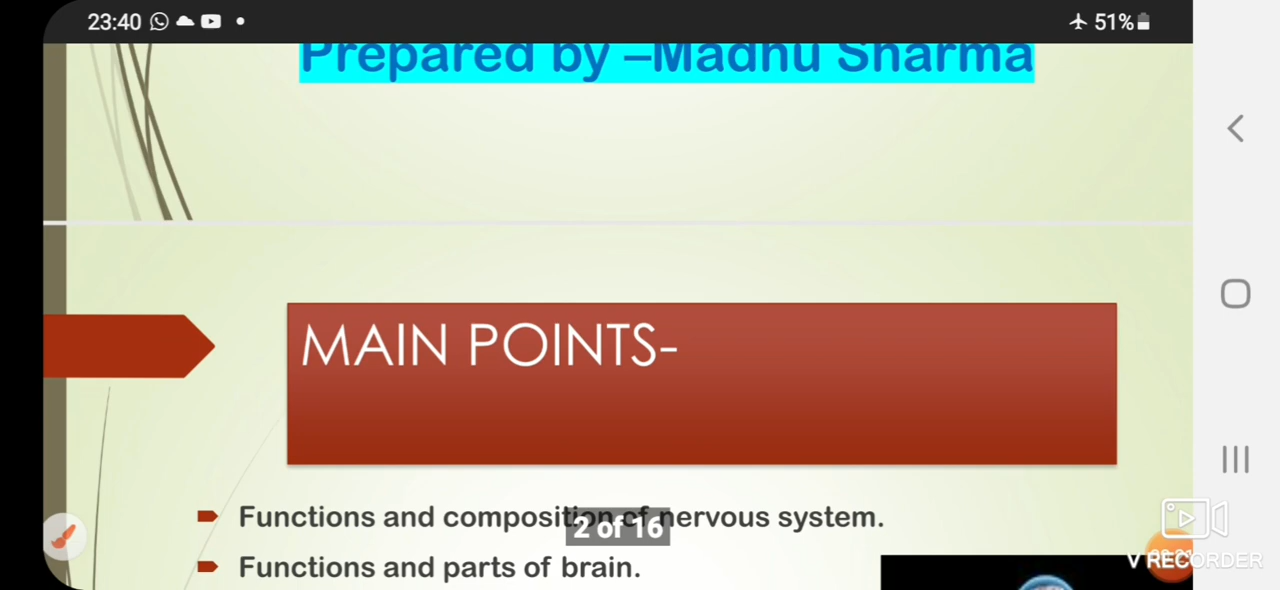 23:40 51%
Prepared by –Madhu Sharma
MAIN POINTS-
Functions and composition of nervous system.
2 of 16
Functions and parts of brain.
V RECORDER